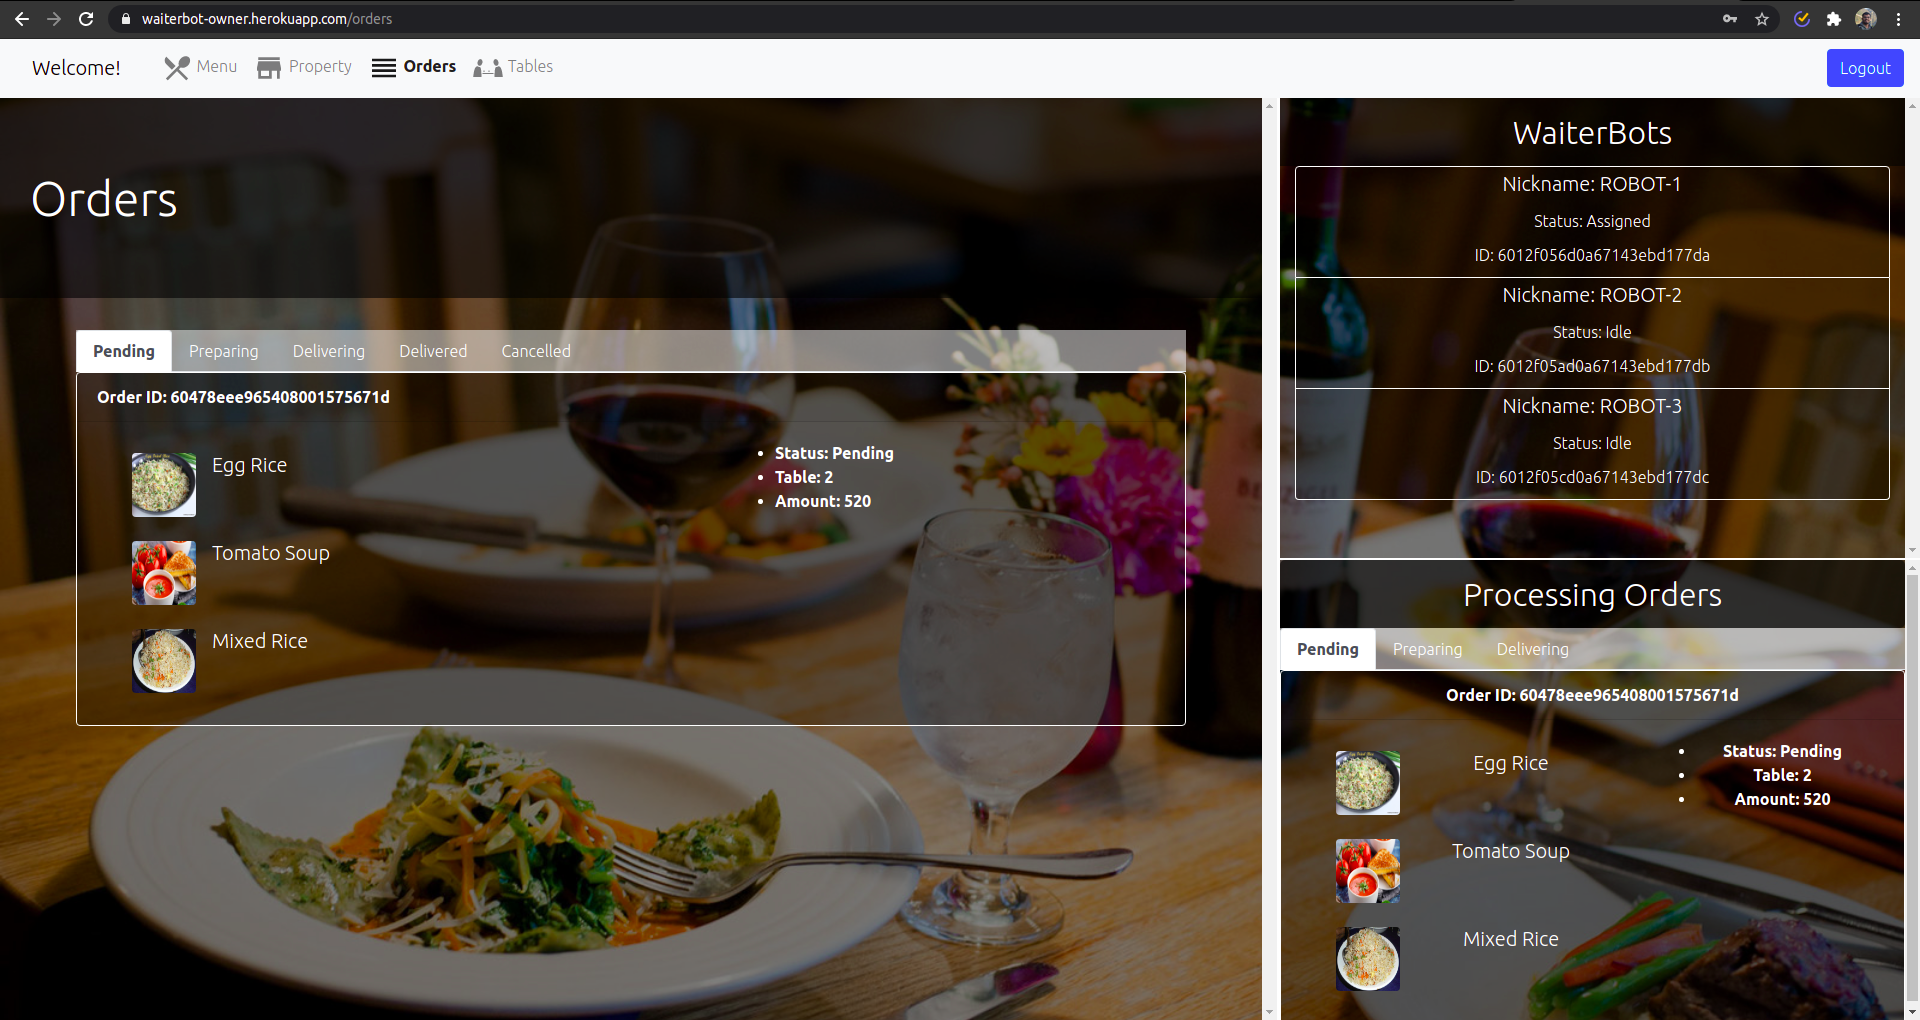 waiterbot-owner.herokuapp.com/orders
Welcome! Menu Property Orders Tables Logout
Orders
Pending Preparing Delivering Delivered Cancelled
Order ID: 60478eee965408001575671d
Egg Rice
Tomato Soup
Mixed Rice
Status: Pending
Table: 2
Amount: 520
WaiterBots
Nickname: ROBOT-1
Status: Assigned
ID: 6012f056d0a67143ebd177da
Nickname: ROBOT-2
Status: Idle
ID: 6012f05ad0a67143ebd177db
Nickname: ROBOT-3
Status: Idle
ID: 6012f05cd0a67143ebd177dc
Processing Orders
Pending Preparing Delivering
Order ID: 60478eee965408001575671d
Egg Rice
Tomato Soup
Mixed Rice
Status: Pending
Table: 2
Amount: 520